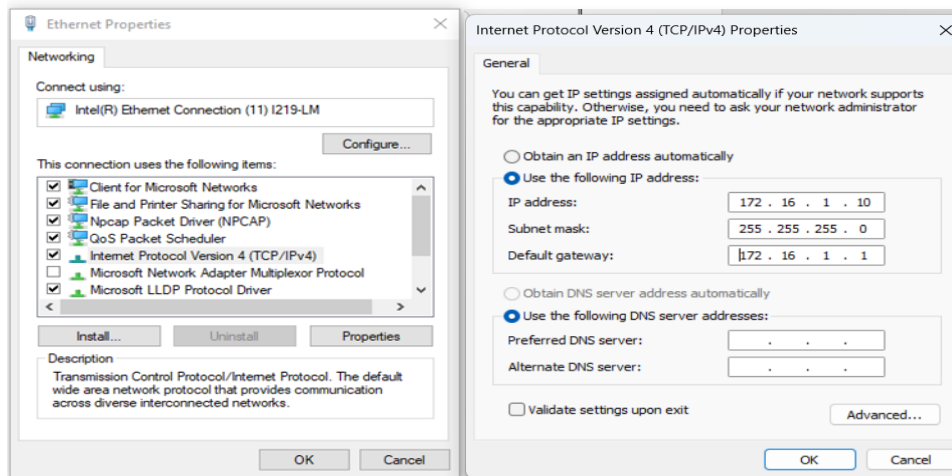 Ethernet Properties
Networking
Connect using:
Intel(R) Ethernet Connection (11) I219-LM
Configure...
This connection uses the following items:
Client for Microsoft Networks
File and Printer Sharing for Microsoft Networks
Npcap Packet Driver (NPCAP)
QoS Packet Scheduler
Internet Protocol Version 4 (TCP/IPv4)
Microsoft Network Adapter Multiplexor Protocol
Microsoft LLDP Protocol Driver
Install...
Uninstall
Properties
Description
Transmission Control Protocol/Internet Protocol. The default
wide area network protocol that provides communication
across diverse interconnected networks.
OK
Cancel
Internet Protocol Version 4 (TCP/IPv4) Properties
General
You can get IP settings assigned automatically if your network supports
this capability. Otherwise, you need to ask your network administrator
for the appropriate IP settings.
Obtain an IP address automatically
Use the following IP address:
IP address: 172 . 16 . 1 . 10
Subnet mask: 255 . 255 . 255 . 0
Default gateway: 172 . 16 . 1 . 1
Obtain DNS server address automatically
Use the following DNS server addresses:
Preferred DNS server: . . .
Alternate DNS server: . . .
Validate settings upon exit
Advanced...
OK
Cancel